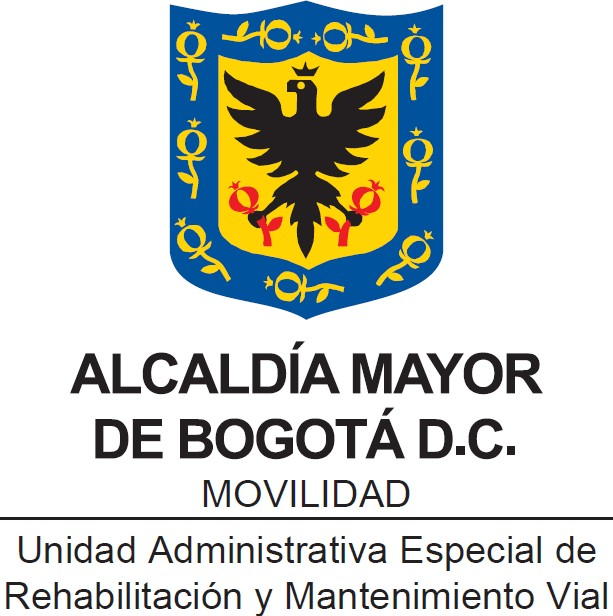 ALCALDÍA MAYOR
DE BOGOTÁ D.C.
MOVILIDAD
Unidad Administrativa Especial de
Rehabilitación y Mantenimiento Vial